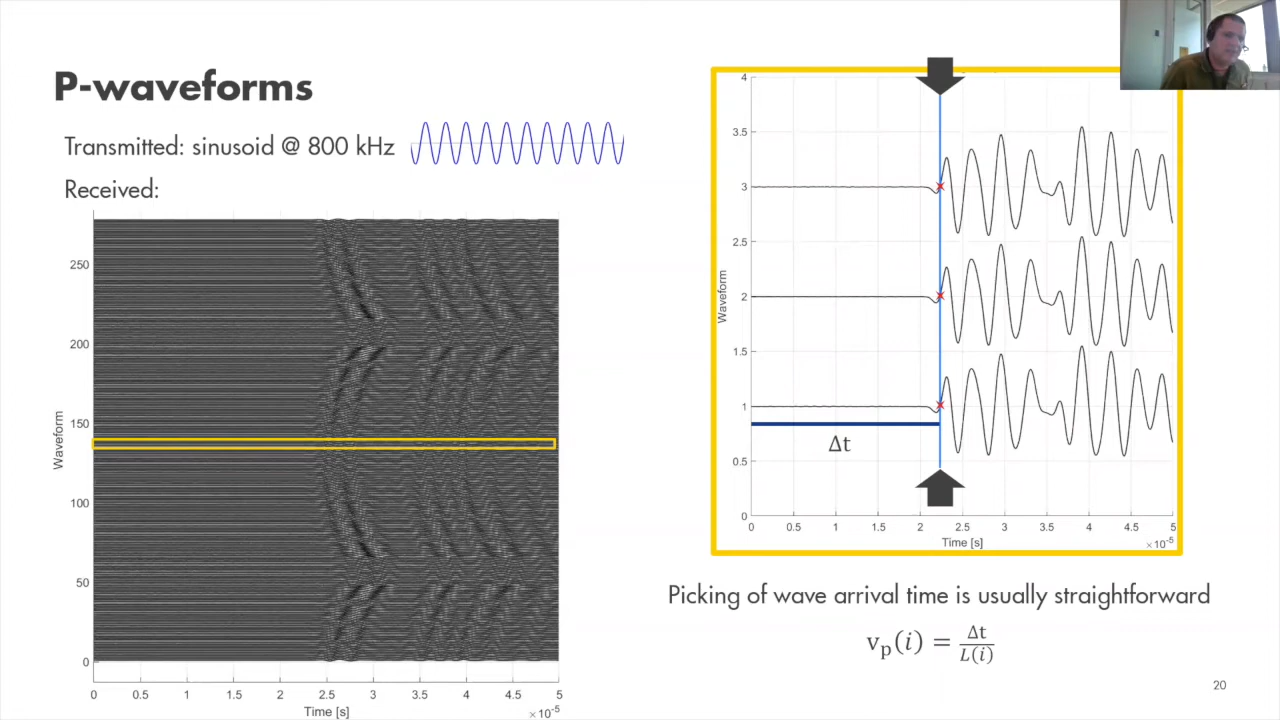 P-waveforms
Transmitted: sinusoid @ 800 kHz
Received:
250
200
150
100
50
0
Waveform
0 0.5 1 1.5 2 2.5 3 3.5 4 4.5 5
Time [s]
×10⁻⁵
4
3.5
3
2.5
2
1.5
1
0.5
0
Waveform
Δt
0 0.5 1 1.5 2 2.5 3 3.5 4 4.5 5
Time [s]
×10⁻⁵
Picking of wave arrival time is usually straightforward
vₚ(i) = Δt / L(i)
20